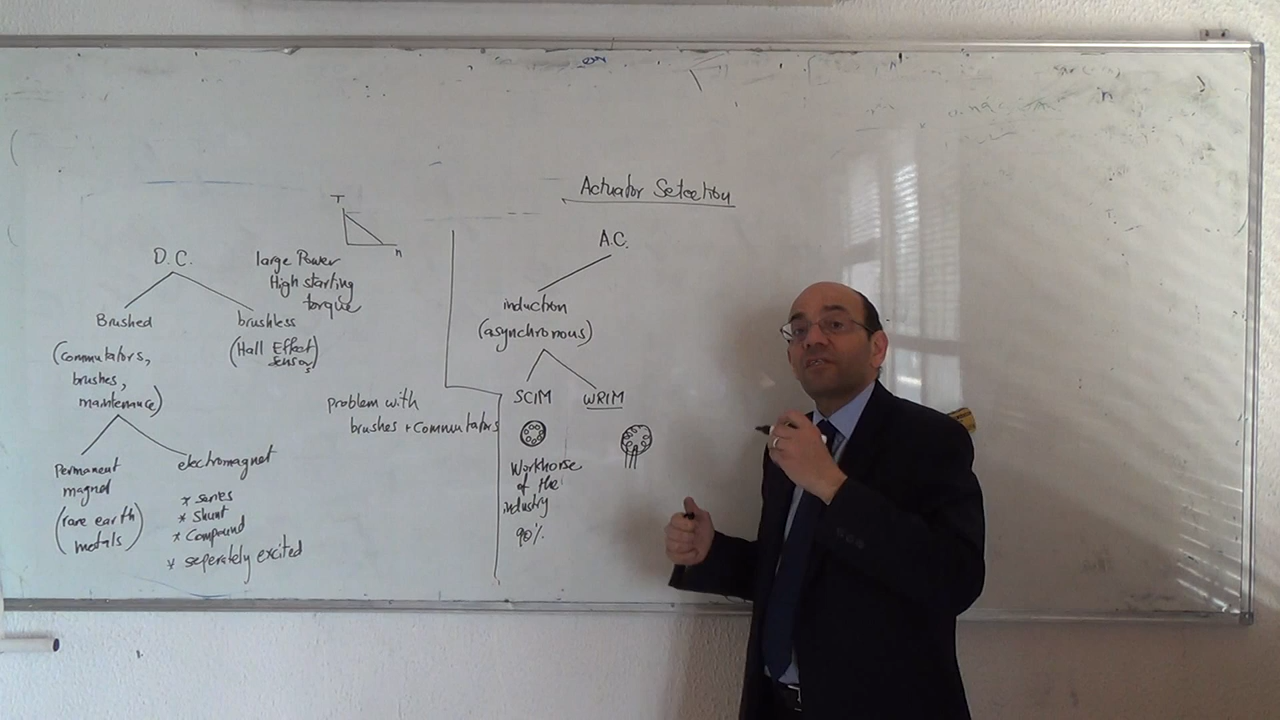 Actuator Selection
T
n
D.C.
large Power
High starting
torque
Brushed
brushless
(commutators,
brushes,
maintenance)
(Hall Effect
Sensors)
Permanent
magnet
(rare earth
metals)
electromagnet
* series
* Shunt
* Compound
* seperately excited
problem with
brushes + Commutators
A.C.
induction
(asynchronous)
SCIM
WRIM
Workhorse
of the
industry
90%